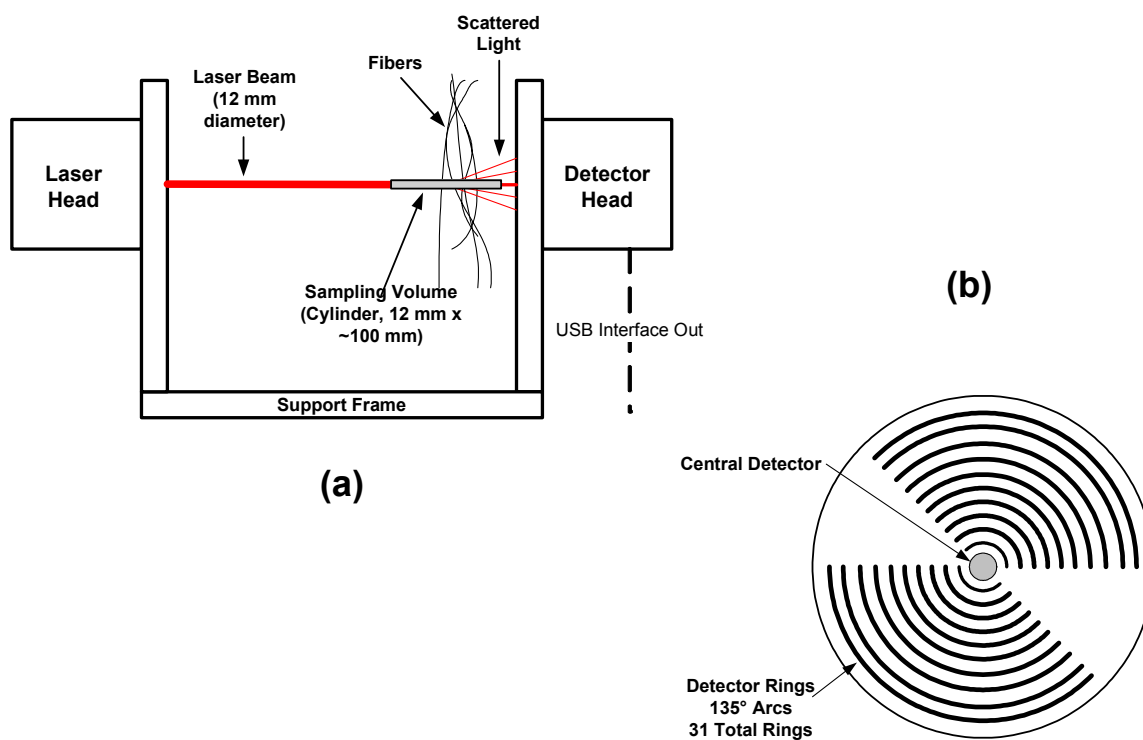 Scattered
Light
Fibers
Laser Beam
(12 mm
diameter)
Laser
Head
Detector
Head
Sampling Volume
(Cylinder, 12 mm x
~100 mm)
USB Interface Out
Support Frame
(a)
(b)
Central Detector
Detector Rings
135° Arcs
31 Total Rings